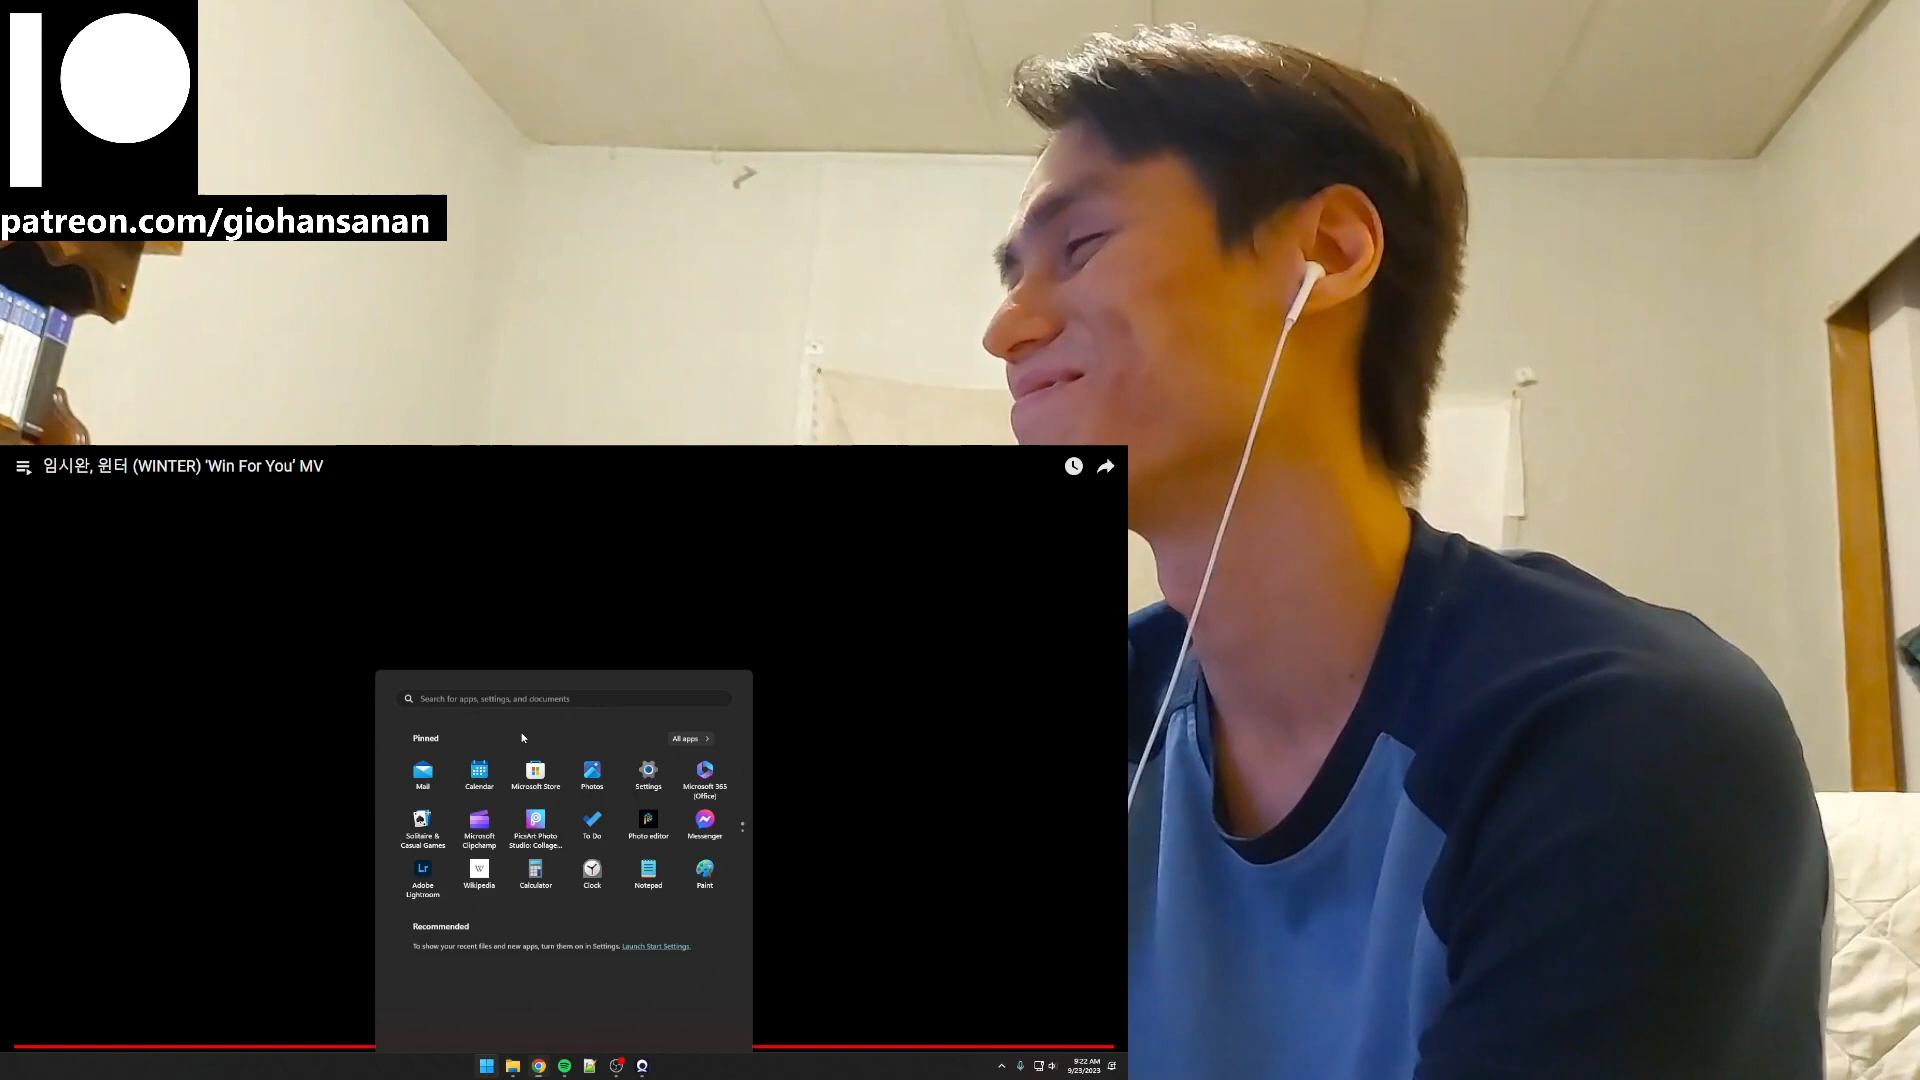 patreon.com/giohansanan
임시완, 윈터 (WINTER) 'Win For You' MV
Search for apps, settings, and documents
Pinned
All apps
Mail
Calendar
Microsoft Store
Photos
Settings
Microsoft 365 (Office)
Solitaire & Casual Games
Microsoft Clipchamp
PicsArt Photo Studio: Collage...
To Do
Photo editor
Messenger
Lr
Adobe Lightroom
W
Wikipedia
Calculator
Clock
Notepad
Paint
Recommended
To show your recent files and new apps, turn them on in Settings. Launch Start Settings.
9:22 AM
9/23/2023